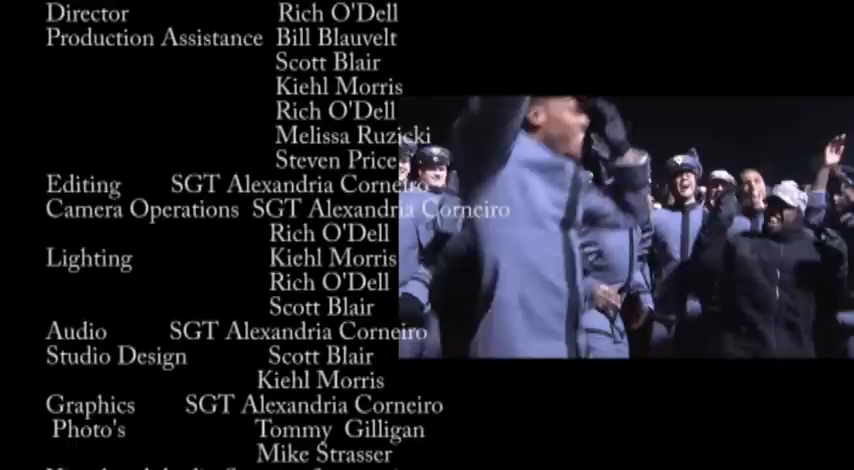 Director Rich O'Dell
Production Assistance Bill Blauvelt
Scott Blair
Kiehl Morris
Rich O'Dell
Melissa Ruzicki
Steven Price
Editing SGT Alexandria Corneiro
Camera Operations SGT Alexandria Corneiro
Rich O'Dell
Lighting Kiehl Morris
Rich O'Dell
Scott Blair
Audio SGT Alexandria Corneiro
Studio Design Scott Blair
Kiehl Morris
Graphics SGT Alexandria Corneiro
Photo's Tommy Gilligan
Mike Strasser